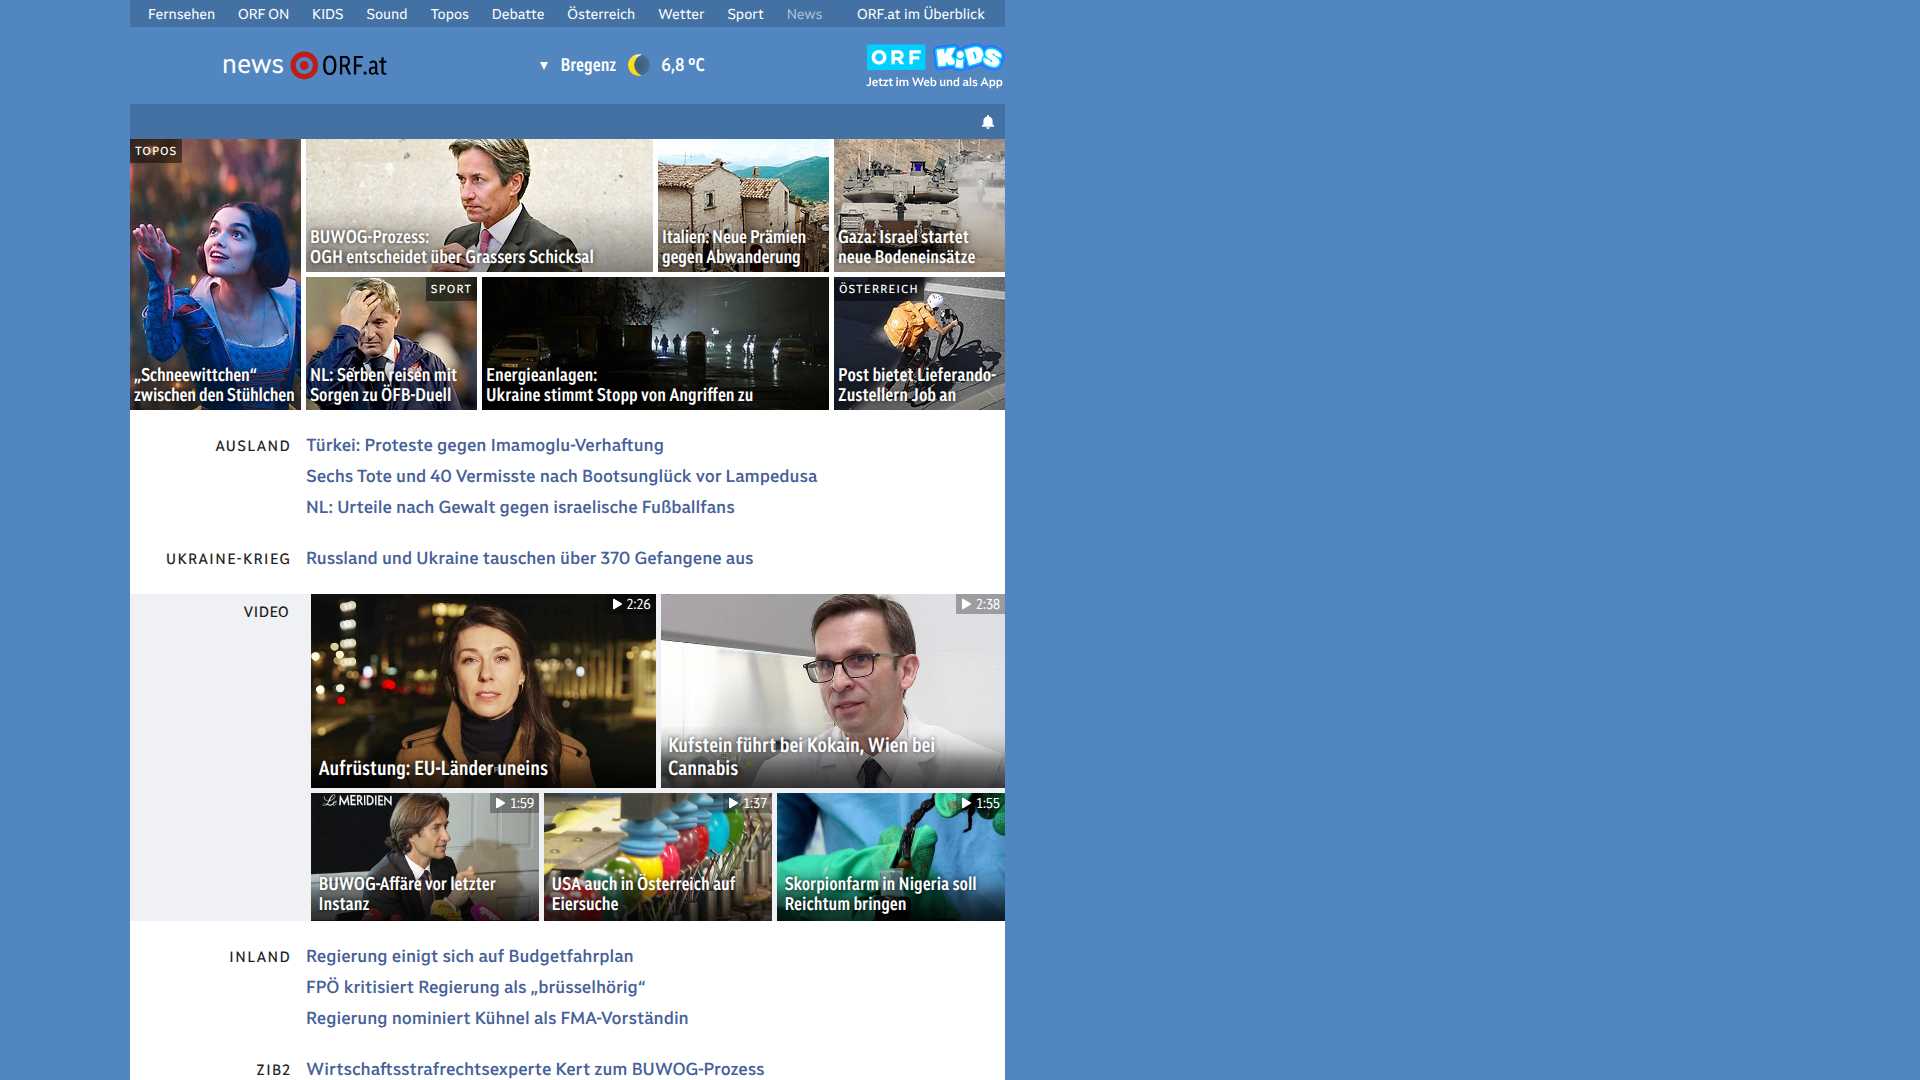 Fernsehen ORF ON KIDS Sound Topos Debatte Österreich Wetter Sport News ORF.at im Überblick
news ORF.at
Bregenz 6,8 °C
ORF KiDS
Jetzt im Web und als App
TOPOS
„Schneewittchen“
zwischen den Stühlchen
BUWOG-Prozess:
OGH entscheidet über Grassers Schicksal
Italien: Neue Prämien
gegen Abwanderung
Gaza: Israel startet
neue Bodeneinsätze
SPORT
NL: Serben reisen mit
Sorgen zu ÖFB-Duell
Energieanlagen:
Ukraine stimmt Stopp von Angriffen zu
ÖSTERREICH
Post bietet Lieferando-
Zustellern Job an
AUSLAND
Türkei: Proteste gegen Imamoglu-Verhaftung
Sechs Tote und 40 Vermisste nach Bootsunglück vor Lampedusa
NL: Urteile nach Gewalt gegen israelische Fußballfans
UKRAINE-KRIEG
Russland und Ukraine tauschen über 370 Gefangene aus
VIDEO
2:26
Aufrüstung: EU-Länder uneins
2:38
Kufstein führt bei Kokain, Wien bei
Cannabis
Le MERIDIEN
1:59
BUWOG-Affäre vor letzter
Instanz
1:37
USA auch in Österreich auf
Eiersuche
1:55
Skorpionfarm in Nigeria soll
Reichtum bringen
INLAND
Regierung einigt sich auf Budgetfahrplan
FPÖ kritisiert Regierung als „brüsselhörig“
Regierung nominiert Kühnel als FMA-Vorständin
ZIB2
Wirtschaftsstrafrechtsexperte Kert zum BUWOG-Prozess